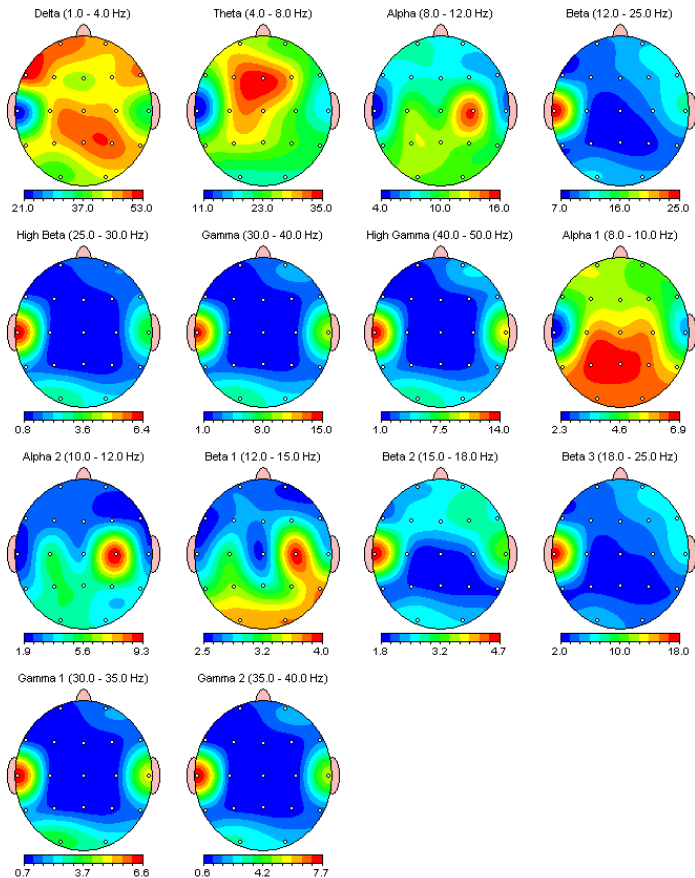 Delta (1.0 - 4.0 Hz) Theta (4.0 - 8.0 Hz) Alpha (8.0 - 12.0 Hz) Beta (12.0 - 25.0 Hz)
21.0 37.0 53.0 11.0 23.0 35.0 4.0 10.0 16.0 7.0 16.0 25.0
High Beta (25.0 - 30.0 Hz) Gamma (30.0 - 40.0 Hz) High Gamma (40.0 - 50.0 Hz) Alpha 1 (8.0 - 10.0 Hz)
0.8 3.6 6.4 1.0 8.0 15.0 1.0 7.5 14.0 2.3 4.6 6.9
Alpha 2 (10.0 - 12.0 Hz) Beta 1 (12.0 - 15.0 Hz) Beta 2 (15.0 - 18.0 Hz) Beta 3 (18.0 - 25.0 Hz)
1.9 5.6 9.3 2.5 3.2 4.0 1.8 3.2 4.7 2.0 10.0 18.0
Gamma 1 (30.0 - 35.0 Hz) Gamma 2 (35.0 - 40.0 Hz)
0.7 3.7 6.6 0.6 4.2 7.7